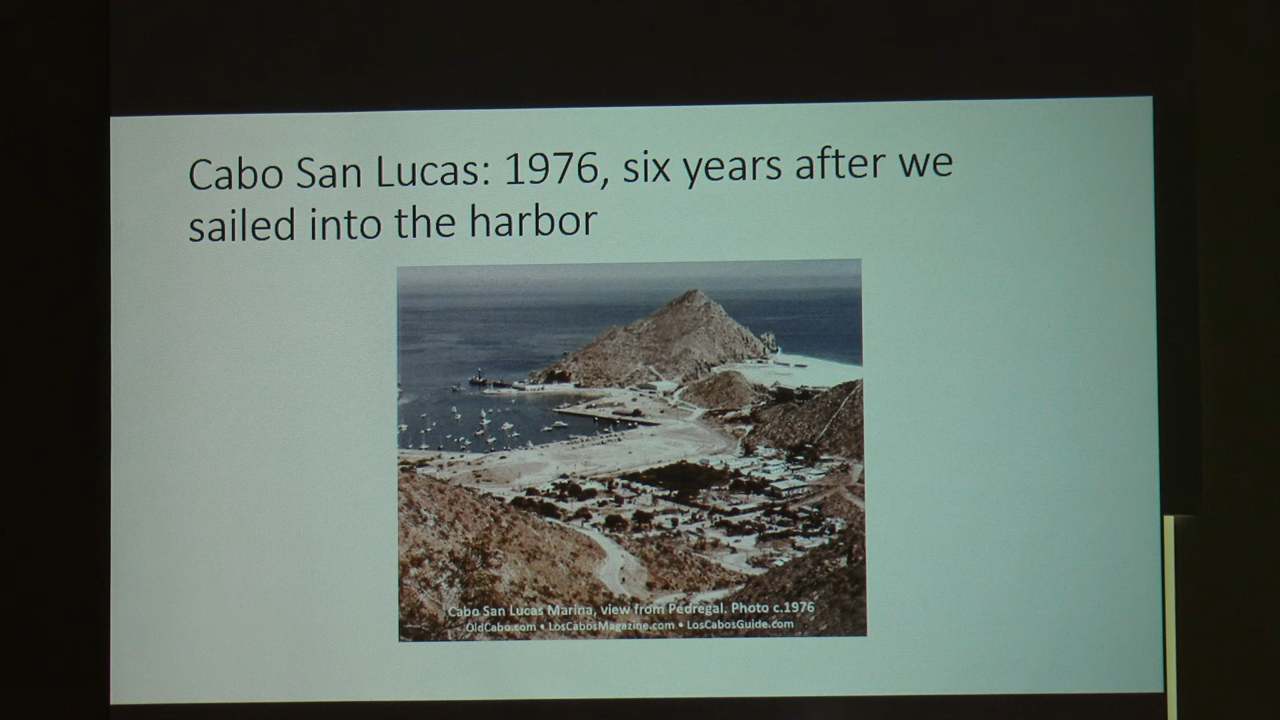 Cabo San Lucas: 1976, six years after we
sailed into the harbor
Cabo San Lucas Marina, view from Pedregal. Photo c.1976
OldCabo.com • LosCabosMagazine.com • LosCabosGuide.com